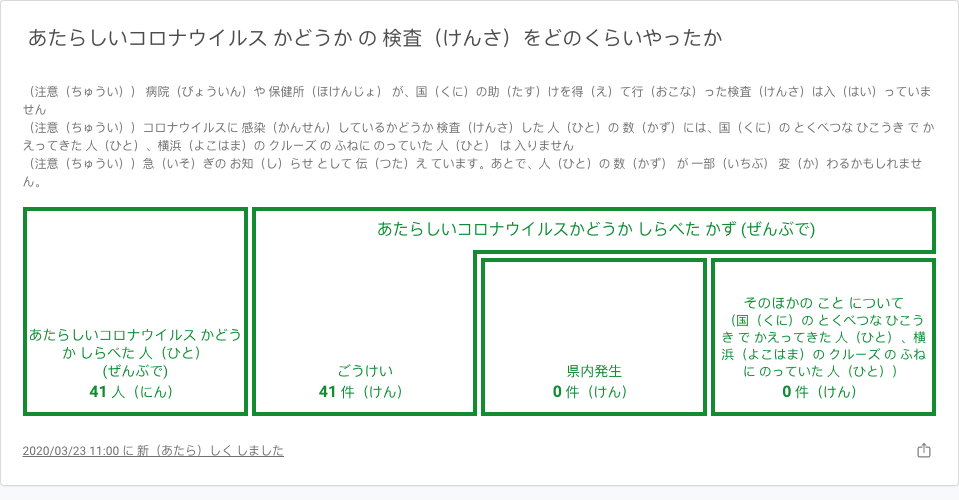 あたらしいコロナウイルス かどうか の 検査（けんさ）をどのくらいやったか
（注意（ちゅうい）） 病院（びょういん）や 保健所（ほけんじょ） が、国（くに）の助（たす）けを得（え）て行（おこな）った検査（けんさ）は入（はい）っていま
せん
（注意（ちゅうい））コロナウイルスに 感染（かんせん）しているかどうか 検査（けんさ）した 人（ひと）の 数（かず）には、国（くに）の とくべつな ひこうき で か
えってきた 人（ひと）、横浜（よこはま）の クルーズ の ふねに のっていた 人（ひと） は 入りません
（注意（ちゅうい））急（いそ）ぎの お知（し）らせ として 伝（つた）え ています。あとで、人（ひと）の 数（かず） が 一部（いちぶ） 変（か）わるかもしれませ
ん。
あたらしいコロナウイルス かどう
か しらべた 人（ひと）
(ぜんぶで)
41 人（にん）
あたらしいコロナウイルスかどうか しらべた かず (ぜんぶで)
ごうけい
41 件（けん）
県内発生
0 件（けん）
そのほかの こと について
（国（くに）の とくべつな ひこう
き で かえってきた 人（ひと）、横
浜（よこはま）の クルーズ の ふね
に のっていた 人（ひと））
0 件（けん）
2020/03/23 11:00 に 新（あたら）しく しました